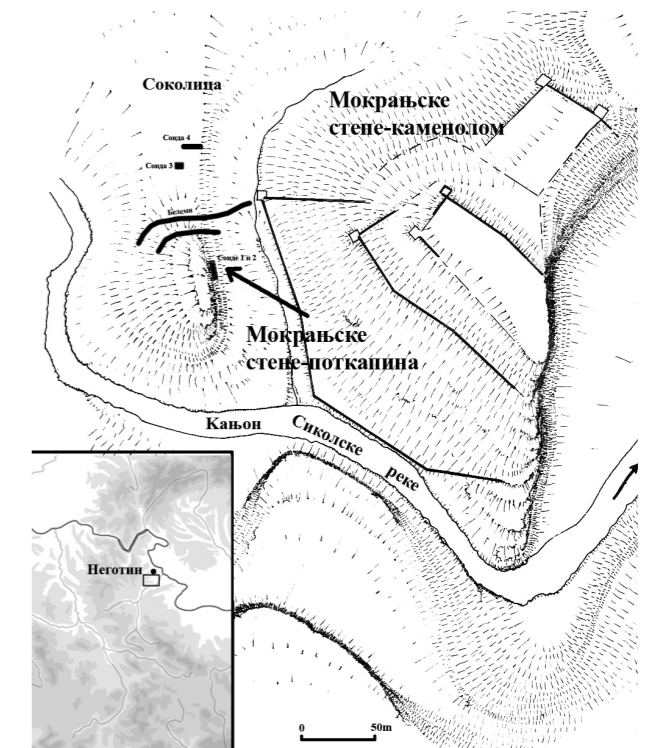 Соколица
Мокрањске
стене-каменолом
Сонда 4
Сонда 3
Бедеми
Сонде 1 и 2
Мокрањске
стене-поткапина
Кањон Сиколске реке
Неготин
0 50m